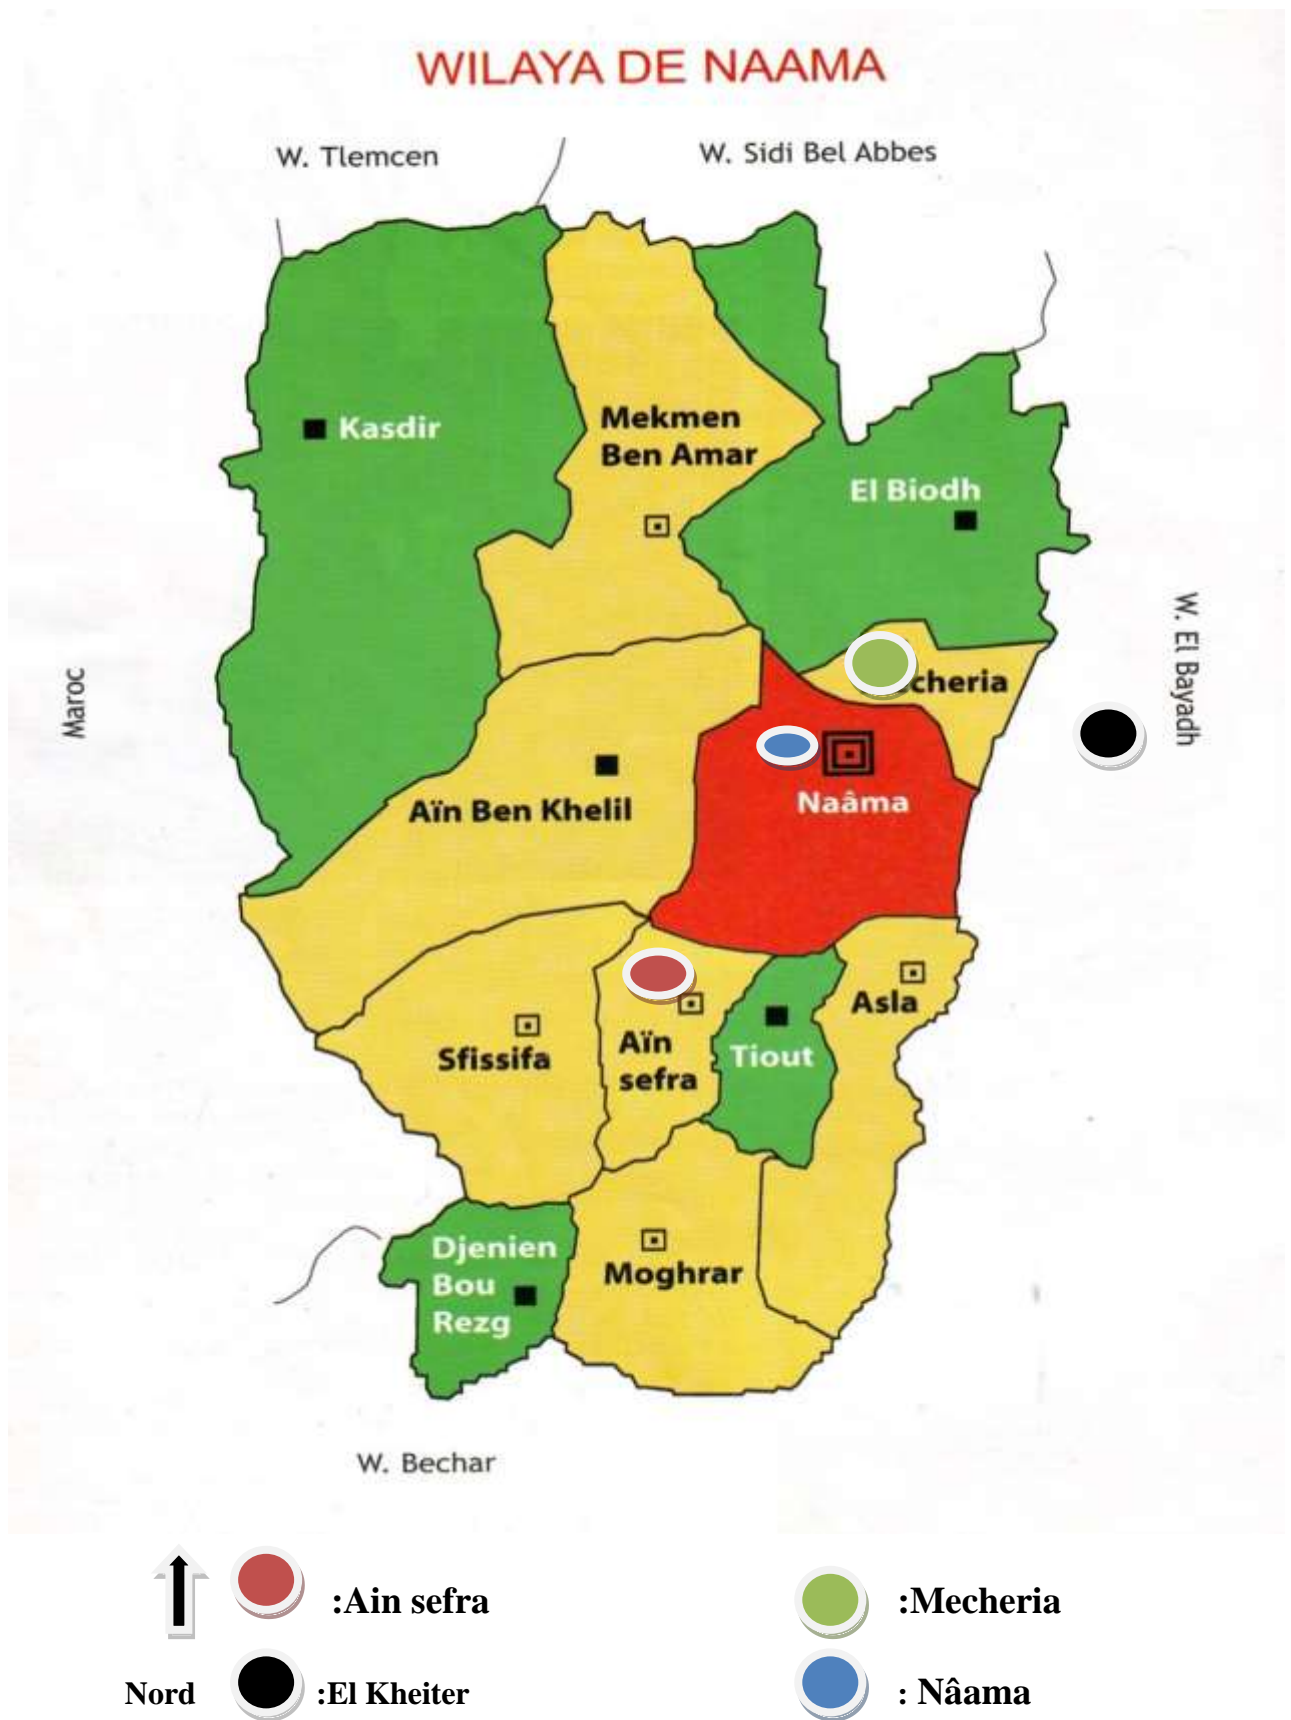 WILAYA DE NAAMA
W. Tlemcen
W. Sidi Bel Abbes
Kasdir
Mekmen
Ben Amar
El Biodh
W. El Bayadh
Maroc
cheria
Naâma
Aïn Ben Khelil
Asla
Sfissifa
Aïn
sefra
Tiout
Djenien
Bou
Rezg
Moghrar
W. Bechar
:Ain sefra
:Mecheria
Nord
:El Kheiter
: Nâama